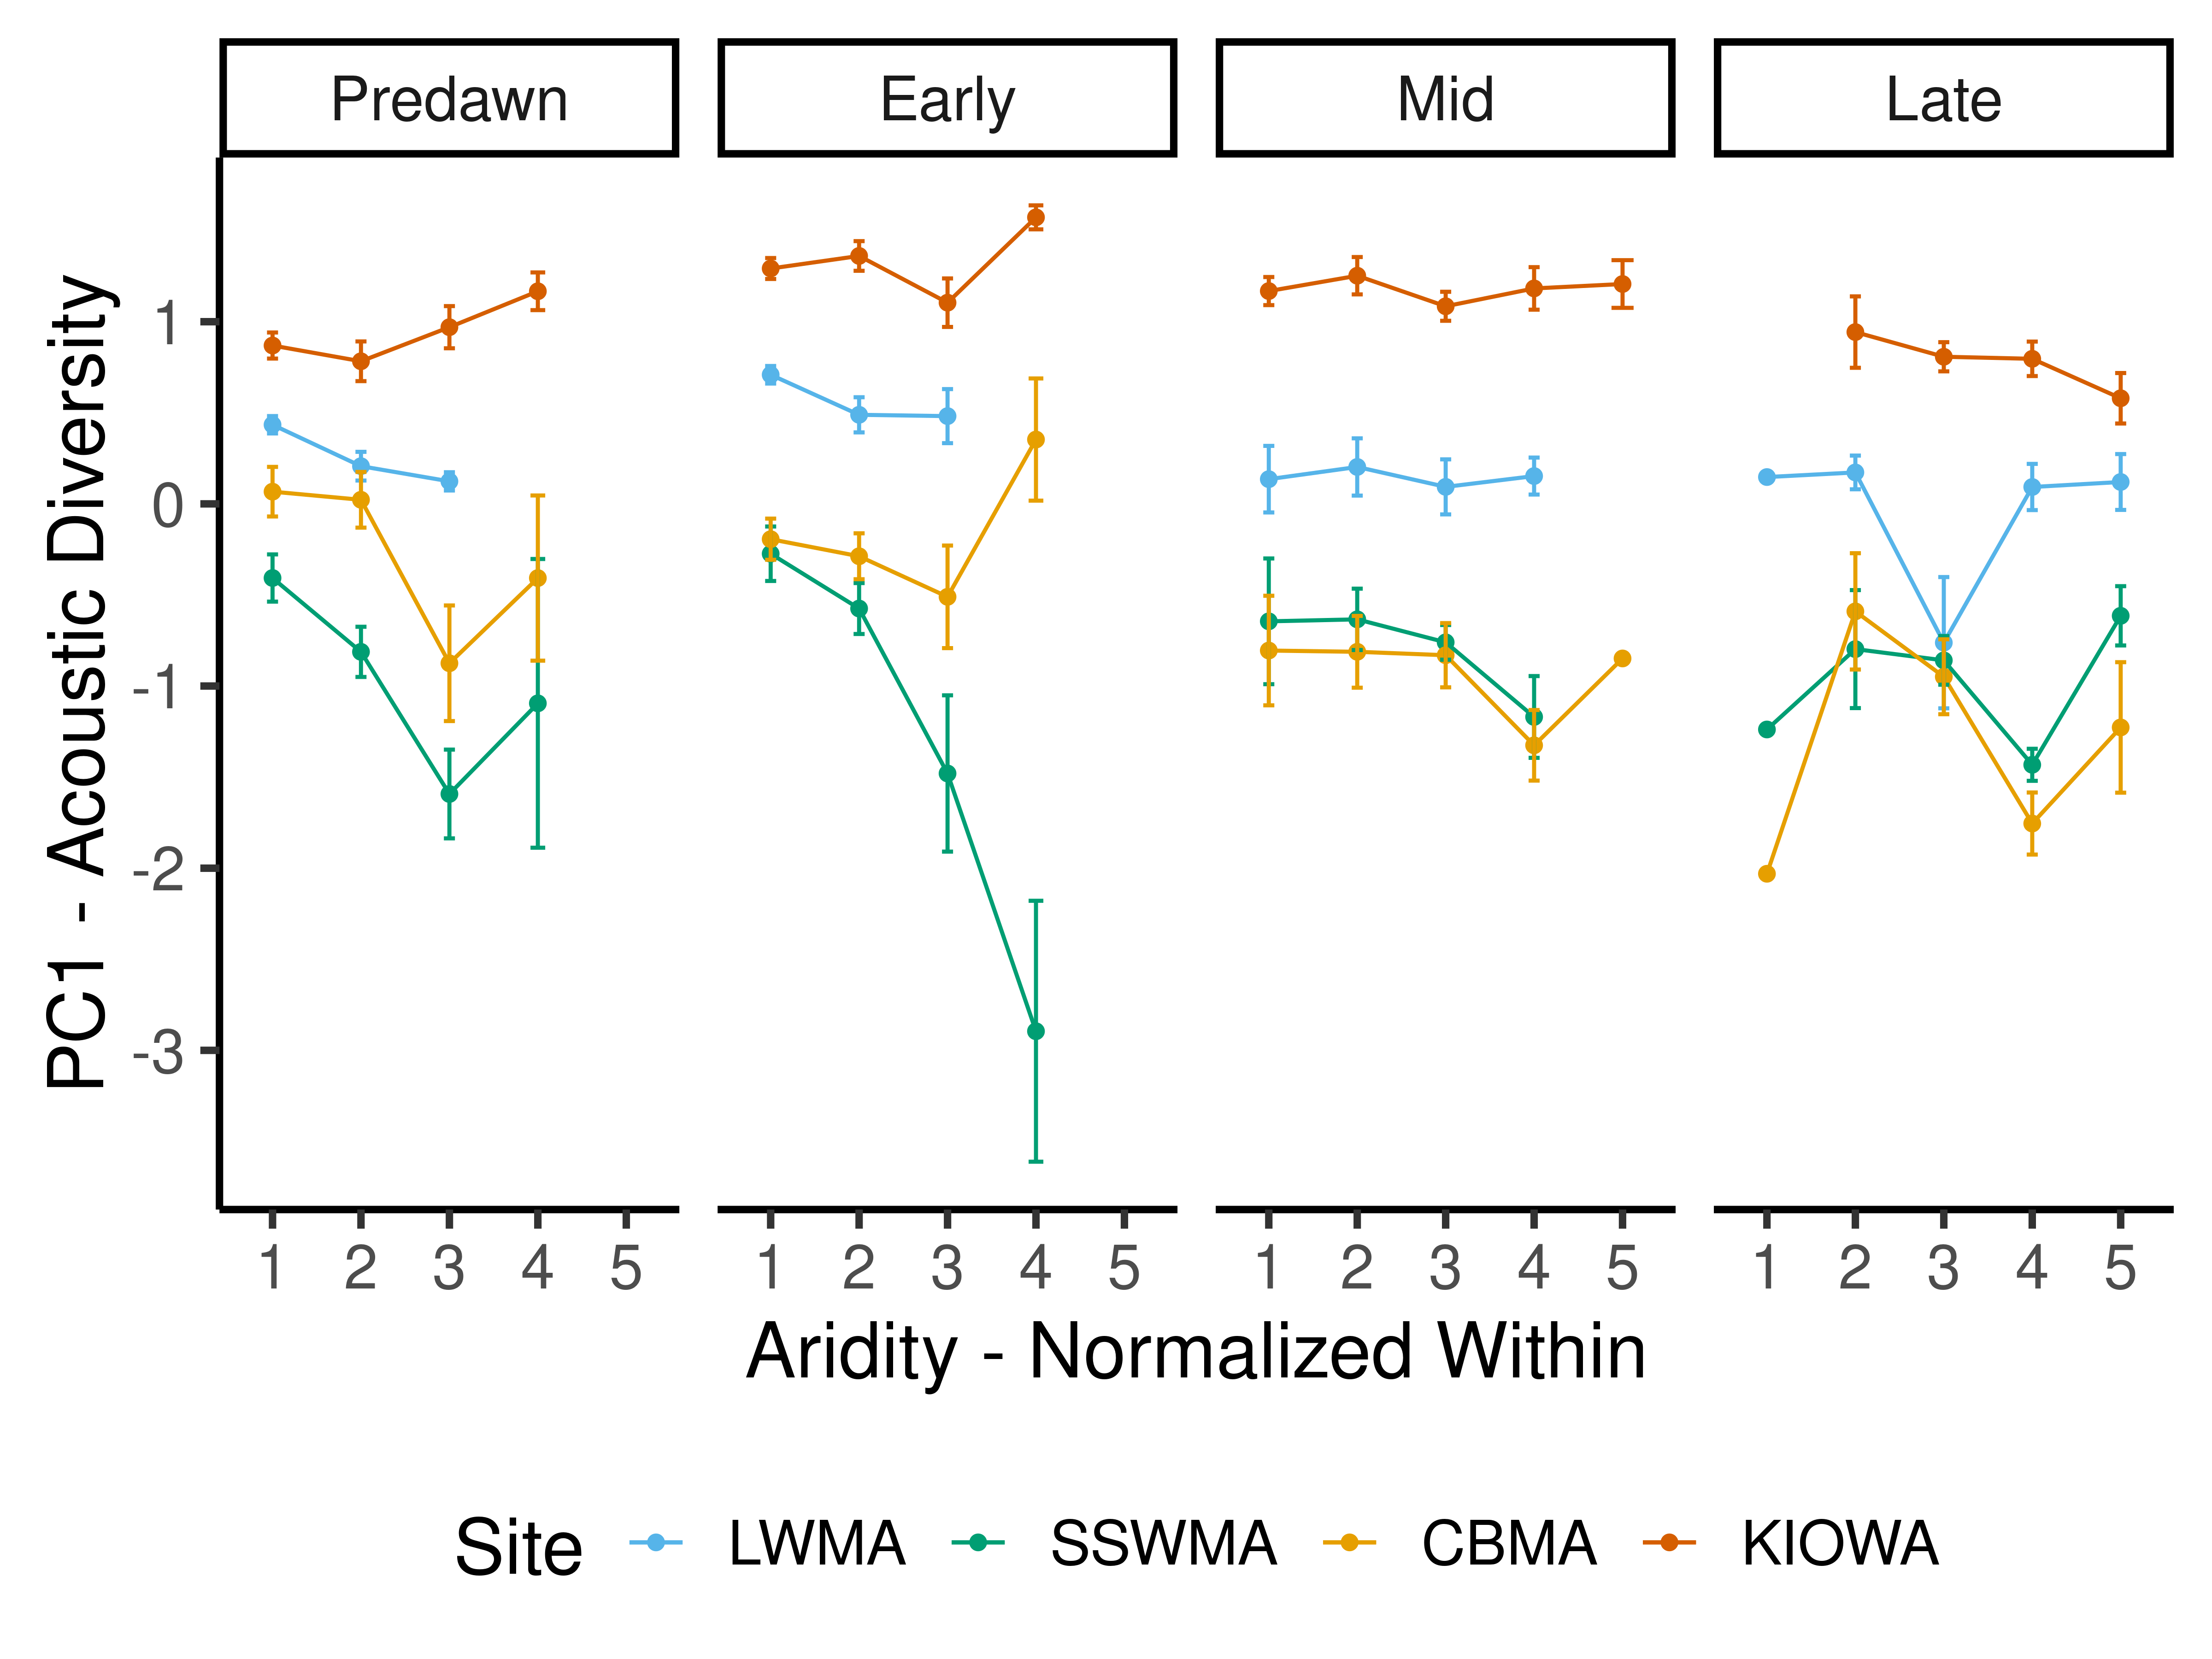 Predawn Early Mid Late
PC1 - Acoustic Diversity
1
0
-1
-2
-3
1 2 3 4 5 1 2 3 4 5 1 2 3 4 5 1 2 3 4 5
Aridity - Normalized Within
Site LWMA SSWMA CBMA KIOWA